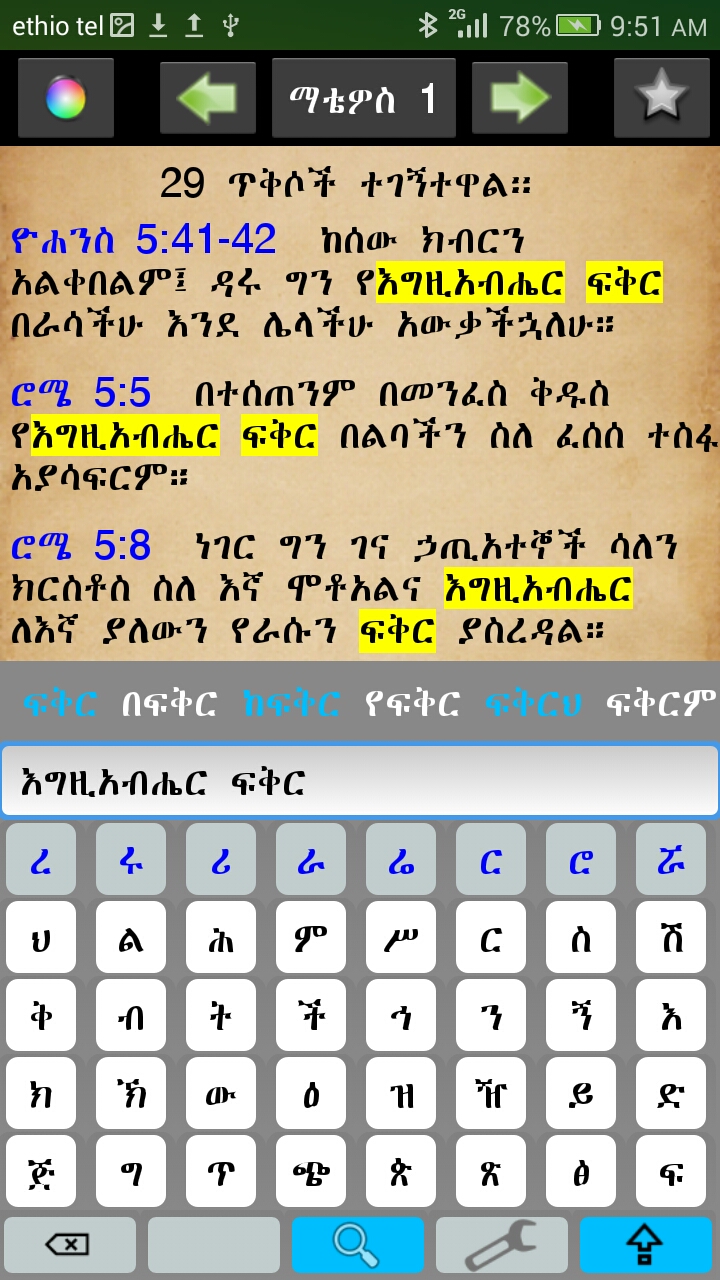 ethio tel 2G 78% 9:51 AM
ማቴዎስ 1
29 ጥቅሶች ተገኝተዋል።
ዮሐንስ 5:41-42 ከሰው ክብርን
አልቀበልም፤ ዳሩ ግን የእግዚአብሔር ፍቅር
በራሳችሁ እንደ ሌላችሁ አውቃችኋለሁ።
ሮሜ 5:5 በተሰጠንም በመንፈስ ቅዱስ
የእግዚአብሔር ፍቅር በልባችን ስለ ፈሰሰ ተስፋ
አያሳፍርም።
ሮሜ 5:8 ነገር ግን ገና ኃጢአተኞች ሳለን
ክርስቶስ ስለ እኛ ሞቶአልና እግዚአብሔር
ለእኛ ያለውን የራሱን ፍቅር ያስረዳል።
ፍቅር በፍቅር ከፍቅር የፍቅር ፍቅርህ ፍቅርም
እግዚአብሔር ፍቅር
ረ ሩ ሪ ራ ሬ ር ሮ ሯ
ህ ል ሕ ም ሥ ር ስ ሽ
ቅ ብ ት ች ኅ ን ኝ እ
ክ ኽ ው ዕ ዝ ዥ ይ ድ
ጅ ግ ጥ ጭ ጵ ጽ ፅ ፍ